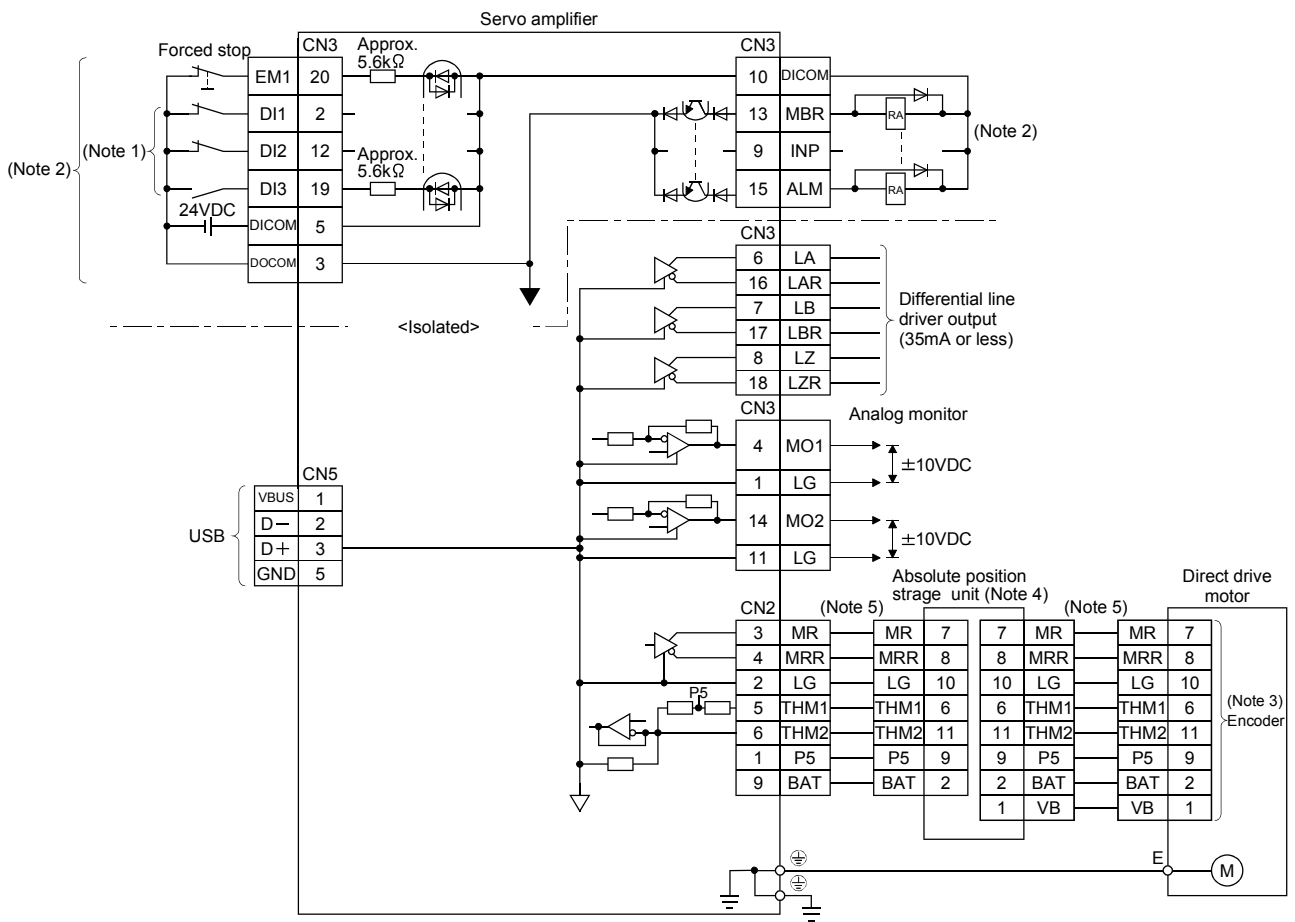 Servo amplifier
Forced stop
CN3
Approx.
5.6kΩ
CN3
EM1 20
10 DICOM
DI1 2
13 MBR
RA
(Note 2)
(Note 1)
(Note 2)
DI2 12
Approx.
5.6kΩ
9 INP
DI3 19
15 ALM
RA
24VDC
DICOM 5
DOCOM 3
<Isolated>
CN3
6 LA
16 LAR
7 LB
17 LBR
8 LZ
18 LZR
Differential line
driver output
(35mA or less)
CN3
Analog monitor
4 MO1
±10VDC
1 LG
14 MO2
±10VDC
11 LG
CN5
USB
VBUS 1
D− 2
D+ 3
GND 5
Absolute position
strage unit (Note 4)
Direct drive
motor
CN2
(Note 5)
(Note 5)
3 MR MR 7 7 MR MR 7
4 MRR MRR 8 8 MRR MRR 8
2 LG LG 10 10 LG LG 10
P5
5 THM1 THM1 6 6 THM1 THM1 6
6 THM2 THM2 11 11 THM2 THM2 11
1 P5 P5 9 9 P5 P5 9
9 BAT BAT 2 2 BAT BAT 2
1 VB VB 1
(Note 3)
Encoder
E
M